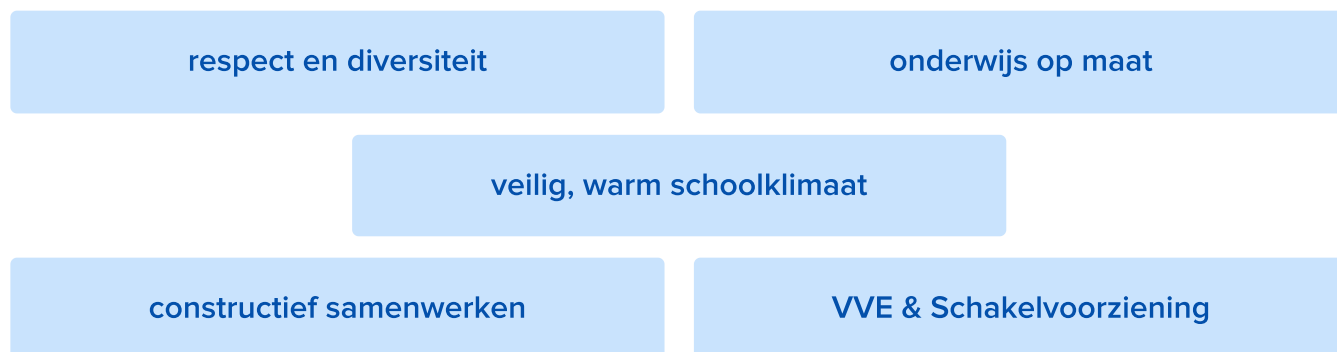 respect en diversiteit
onderwijs op maat
veilig, warm schoolklimaat
constructief samenwerken
VVE & Schakelvoorziening